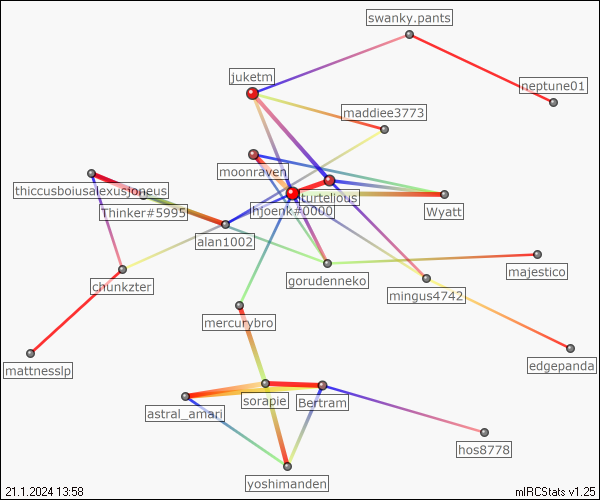 swanky.pants
juketm
neptune01
maddiee3773
moonraven
thiccusboiusalexusjoneus
turtelious
Thinker#5995
hjoenk#0000
Wyatt
alan1002
gorudenneko
majestico
chunkzter
mingus4742
mercurybro
mattnesslp
edgepanda
astral_amari
sorapie
Bertram
hos8778
yoshimanden
21.1.2024 13:58
mIRCStats v1.25